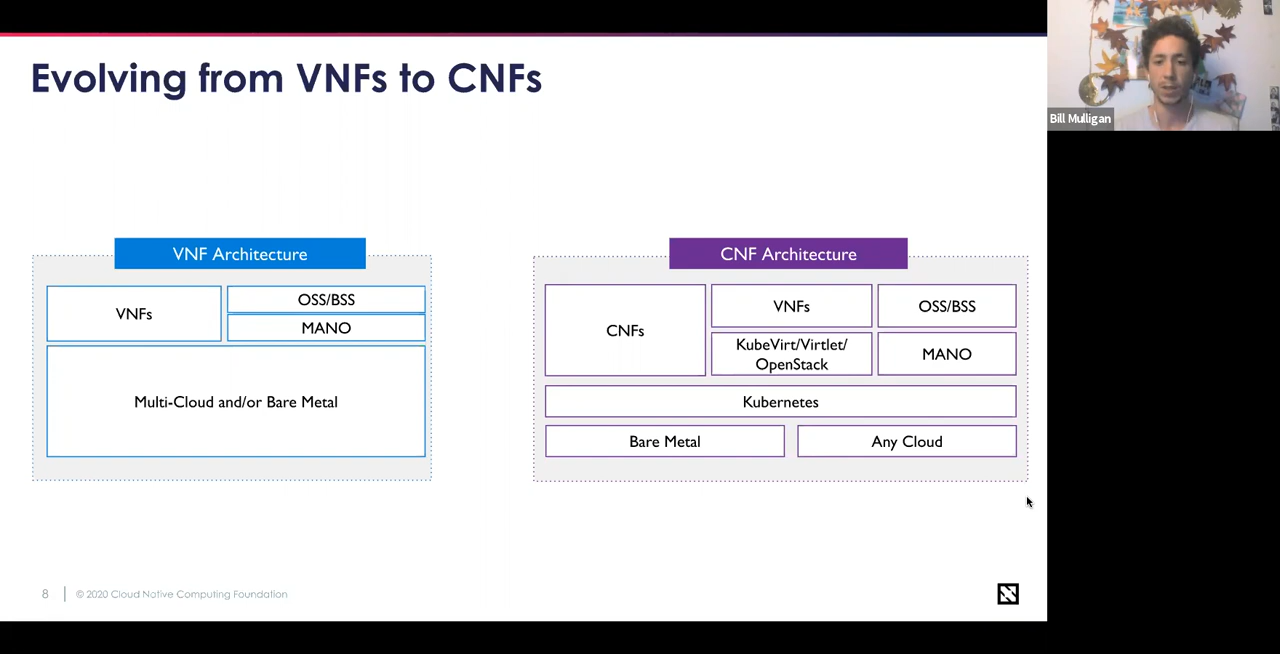 Evolving from VNFs to CNFs
Bill Mulligan
VNF Architecture
VNFs
OSS/BSS
MANO
Multi-Cloud and/or Bare Metal
CNF Architecture
CNFs
VNFs
OSS/BSS
KubeVirt/Virtlet/
OpenStack
MANO
Kubernetes
Bare Metal
Any Cloud
8
© 2020 Cloud Native Computing Foundation